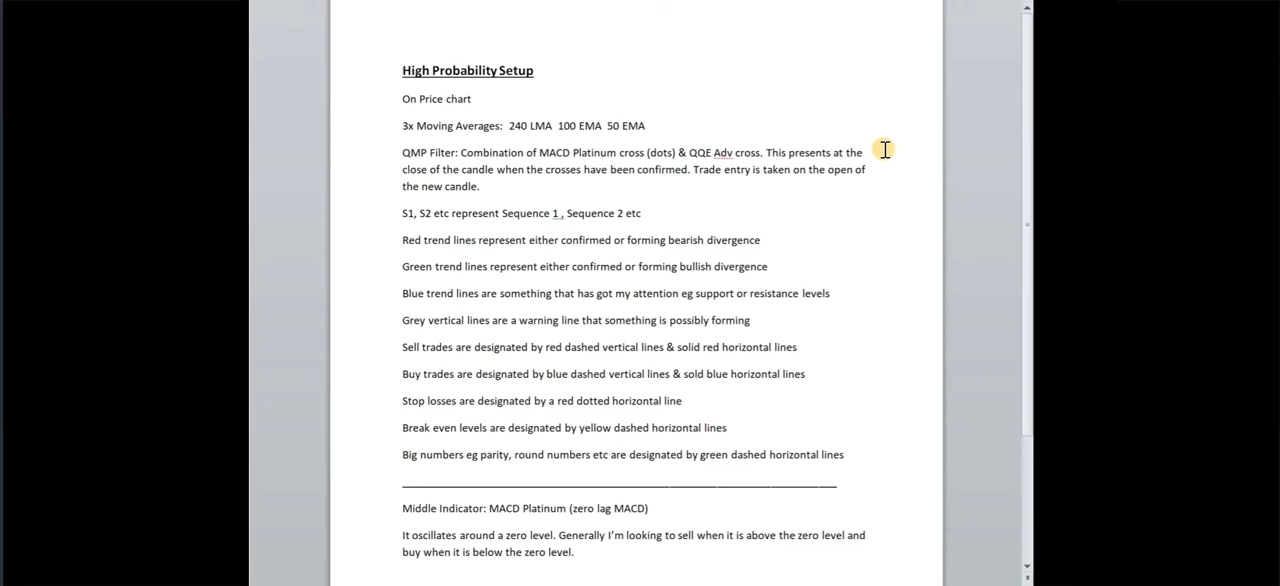 High Probability Setup
On Price chart
3x Moving Averages:  240 LMA  100 EMA  50 EMA
QMP Filter: Combination of MACD Platinum cross (dots) & QQE Adv cross. This presents at the
close of the candle when the crosses have been confirmed. Trade entry is taken on the open of
the new candle.
S1, S2 etc represent Sequence 1 , Sequence 2 etc
Red trend lines represent either confirmed or forming bearish divergence
Green trend lines represent either confirmed or forming bullish divergence
Blue trend lines are something that has got my attention eg support or resistance levels
Grey vertical lines are a warning line that something is possibly forming
Sell trades are designated by red dashed vertical lines & solid red horizontal lines
Buy trades are designated by blue dashed vertical lines & sold blue horizontal lines
Stop losses are designated by a red dotted horizontal line
Break even levels are designated by yellow dashed horizontal lines
Big numbers eg parity, round numbers etc are designated by green dashed horizontal lines
Middle Indicator: MACD Platinum (zero lag MACD)
It oscillates around a zero level. Generally I'm looking to sell when it is above the zero level and
buy when it is below the zero level.